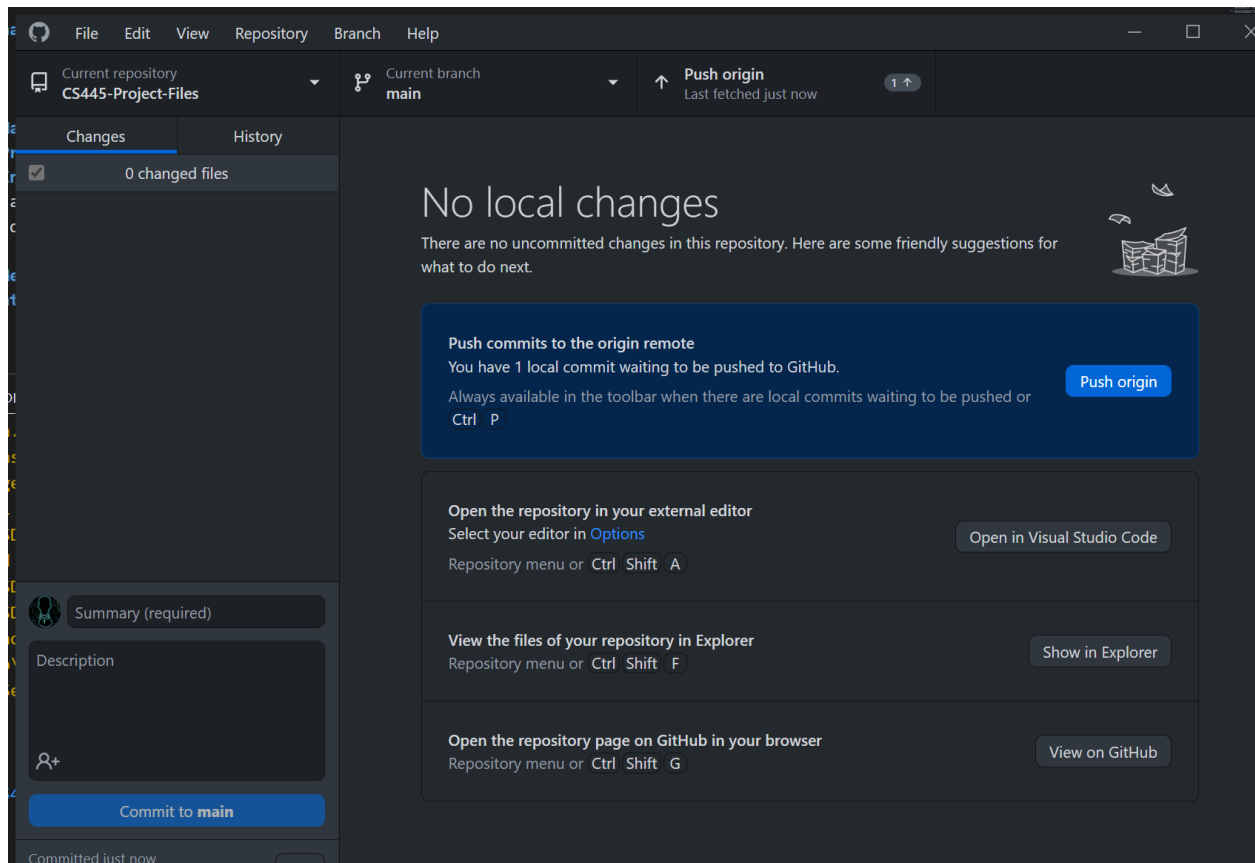 File Edit View Repository Branch Help
Current repository
CS445-Project-Files
Current branch
main
Push origin
Last fetched just now
1
Changes
History
0 changed files
No local changes
There are no uncommitted changes in this repository. Here are some friendly suggestions for
what to do next.
Push commits to the origin remote
You have 1 local commit waiting to be pushed to GitHub.
Always available in the toolbar when there are local commits waiting to be pushed or
Ctrl P
Push origin
Open the repository in your external editor
Select your editor in Options
Repository menu or Ctrl Shift A
Open in Visual Studio Code
View the files of your repository in Explorer
Repository menu or Ctrl Shift F
Show in Explorer
Open the repository page on GitHub in your browser
Repository menu or Ctrl Shift G
View on GitHub
Summary (required)
Description
Commit to main
Committed just now